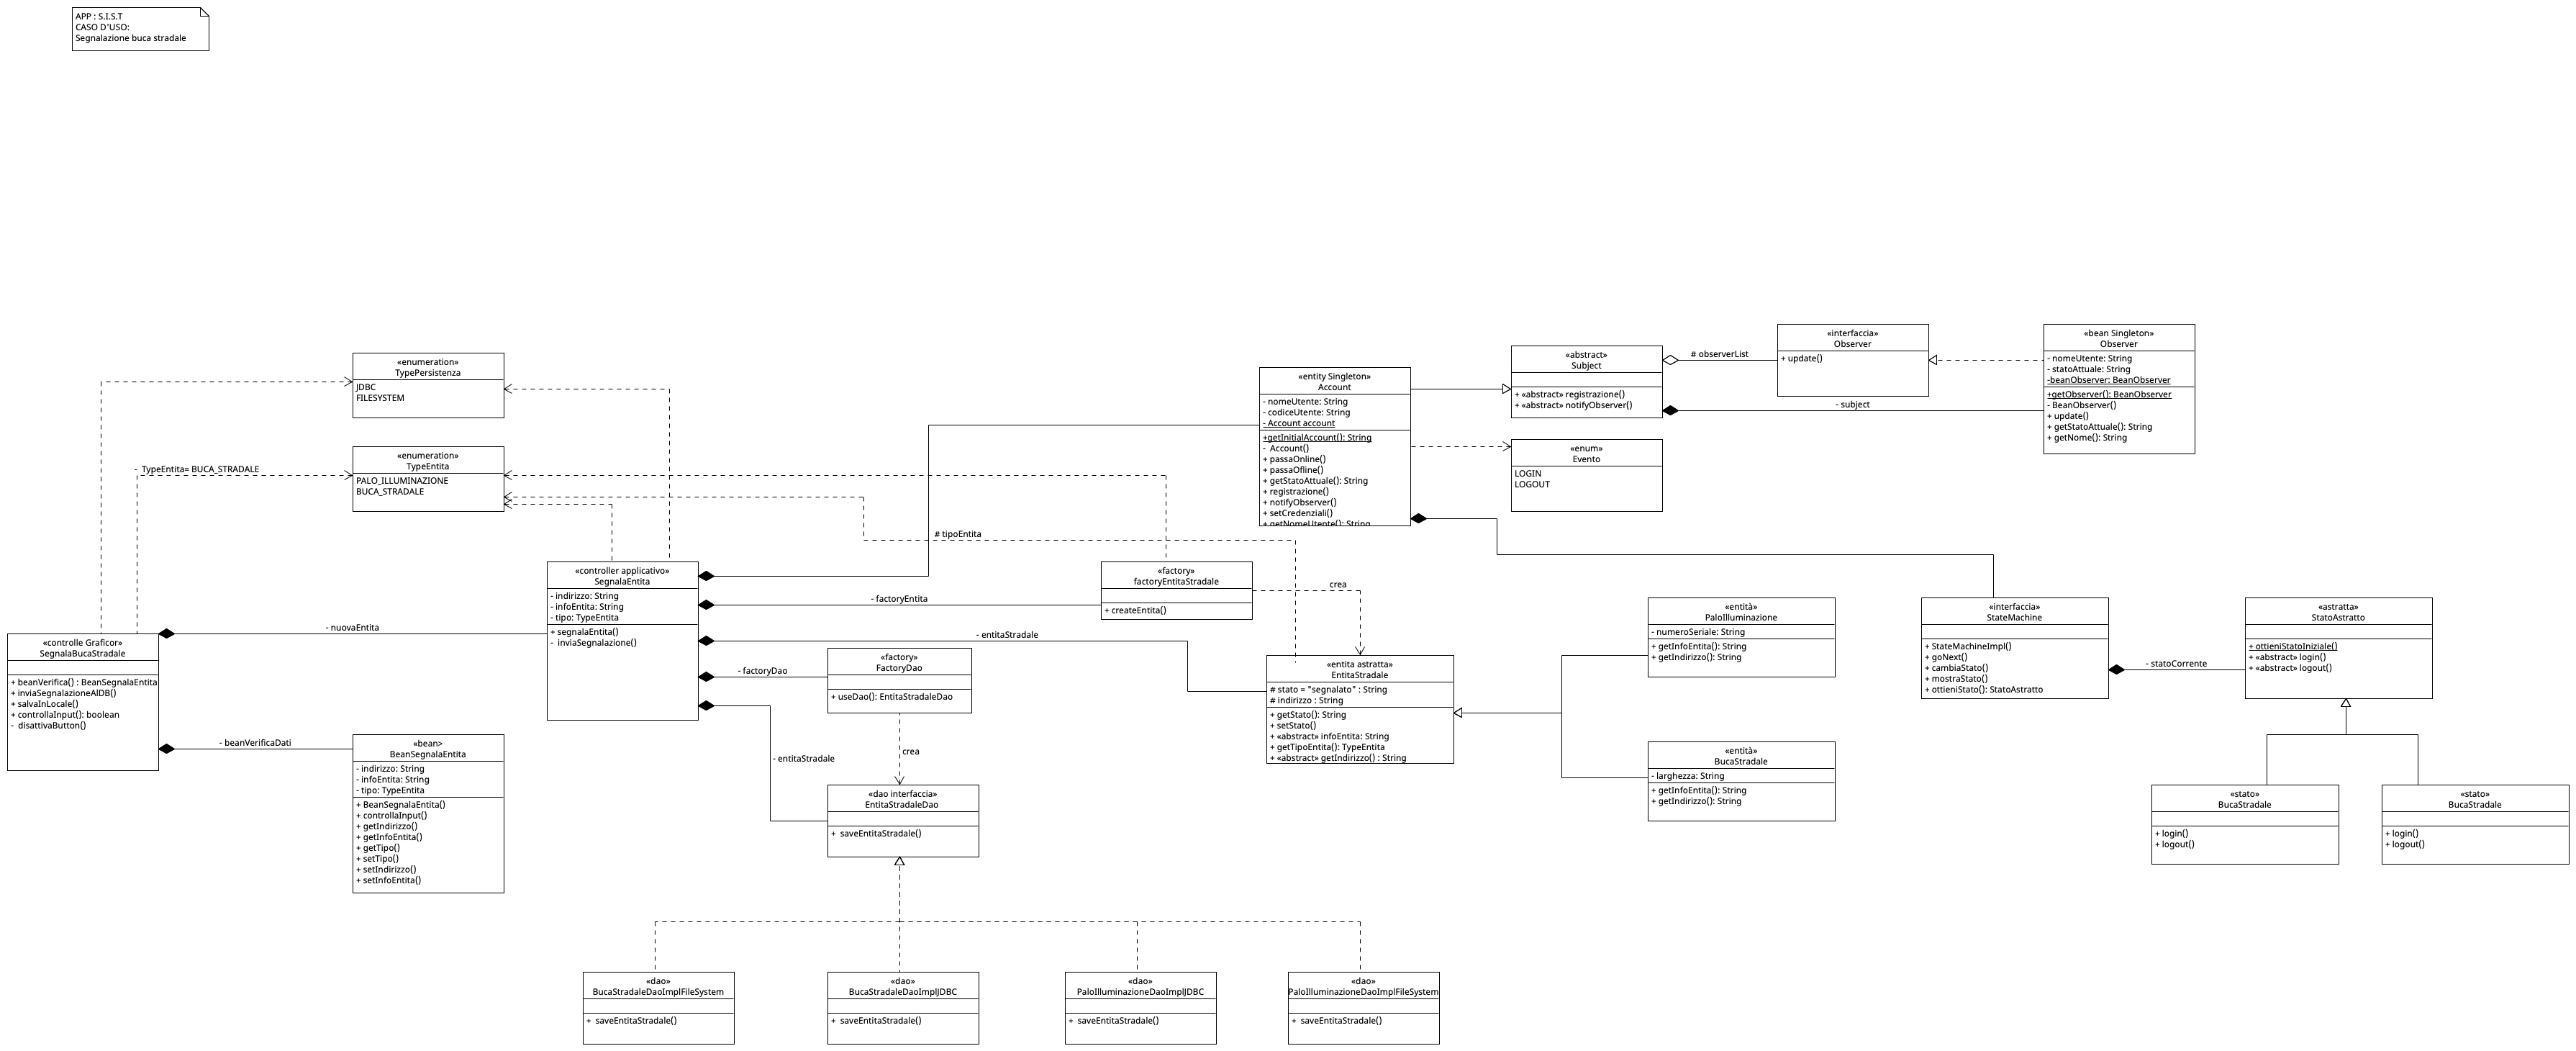 APP : S.I.S.T
CASO D'USO:
Segnalazione buca stradale
«enumeration»
TypePersistenza
JDBC
FILESYSTEM
«enumeration»
TypeEntita
PALO_ILLUMINAZIONE
BUCA_STRADALE
- TypeEntita= BUCA_STRADALE
«entity Singleton»
Account
- nomeUtente: String
- codiceUtente: String
- Account account
+getInitialAccount(): String
- Account()
+ passaOnline()
+ passaOfline()
+ getStatoAttuale(): String
+ registrazione()
+ notifyObserver()
+ setCredenziali()
+ getNomeUtente(): String
«abstract»
Subject
+ «abstract» registrazione()
+ «abstract» notifyObserver()
# observerList
- subject
«interfaccia»
Observer
+ update()
«bean Singleton»
Observer
- nomeUtente: String
- statoAttuale: String
-beanObserver: BeanObserver
+getObserver(): BeanObserver
- BeanObserver()
+ update()
+ getStatoAttuale(): String
+ getNome(): String
«enum»
Evento
LOGIN
LOGOUT
# tipoEntita
«controller applicativo»
SegnalaEntita
- indirizzo: String
- infoEntita: String
- tipo: TypeEntita
+ segnalaEntita()
- inviaSegnalazione()
- factoryEntita
- entitaStradale
- factoryDao
- entitaStradale
«factory»
factoryEntitaStradale
+ createEntita()
crea
«controlle Graficor»
SegnalaBucaStradale
+ beanVerifica() : BeanSegnalaEntita
+ inviaSegnalazioneAlDB()
+ salvaInLocale()
+ controllaInput(): boolean
- disattivaButton()
- nuovaEntita
- beanVerificaDati
«bean>
BeanSegnalaEntita
- indirizzo: String
- infoEntita: String
- tipo: TypeEntita
+ BeanSegnalaEntita()
+ controllaInput()
+ getIndirizzo()
+ getInfoEntita()
+ getTipo()
+ setTipo()
+ setIndirizzo()
+ setInfoEntita()
«factory»
FactoryDao
+ useDao(): EntitaStradaleDao
crea
«dao interfaccia»
EntitaStradaleDao
+ saveEntitaStradale()
«entita astratta»
EntitaStradale
# stato = "segnalato" : String
# indirizzo : String
+ getStato(): String
+ setStato()
+ «abstract» infoEntita: String
+ getTipoEntita(): TypeEntita
+ «abstract» getIndirizzo() : String
«entità»
PaloIlluminazione
- numeroSeriale: String
+ getInfoEntita(): String
+ getIndirizzo(): String
«entità»
BucaStradale
- larghezza: String
+ getInfoEntita(): String
+ getIndirizzo(): String
«interfaccia»
StateMachine
+ StateMachineImpl()
+ goNext()
+ cambiaStato()
+ mostraStato()
+ ottieniStato(): StatoAstratto
- statoCorrente
«astratta»
StatoAstratto
+ ottieniStatoIniziale()
+ «abstract» login()
+ «abstract» logout()
«stato»
BucaStradale
+ login()
+ logout()
«stato»
BucaStradale
+ login()
+ logout()
«dao»
BucaStradaleDaoImplFileSystem
+ saveEntitaStradale()
«dao»
BucaStradaleDaoImplJDBC
+ saveEntitaStradale()
«dao»
PaloIlluminazioneDaoImplJDBC
+ saveEntitaStradale()
«dao»
PaloIlluminazioneDaoImplFileSystem
+ saveEntitaStradale()